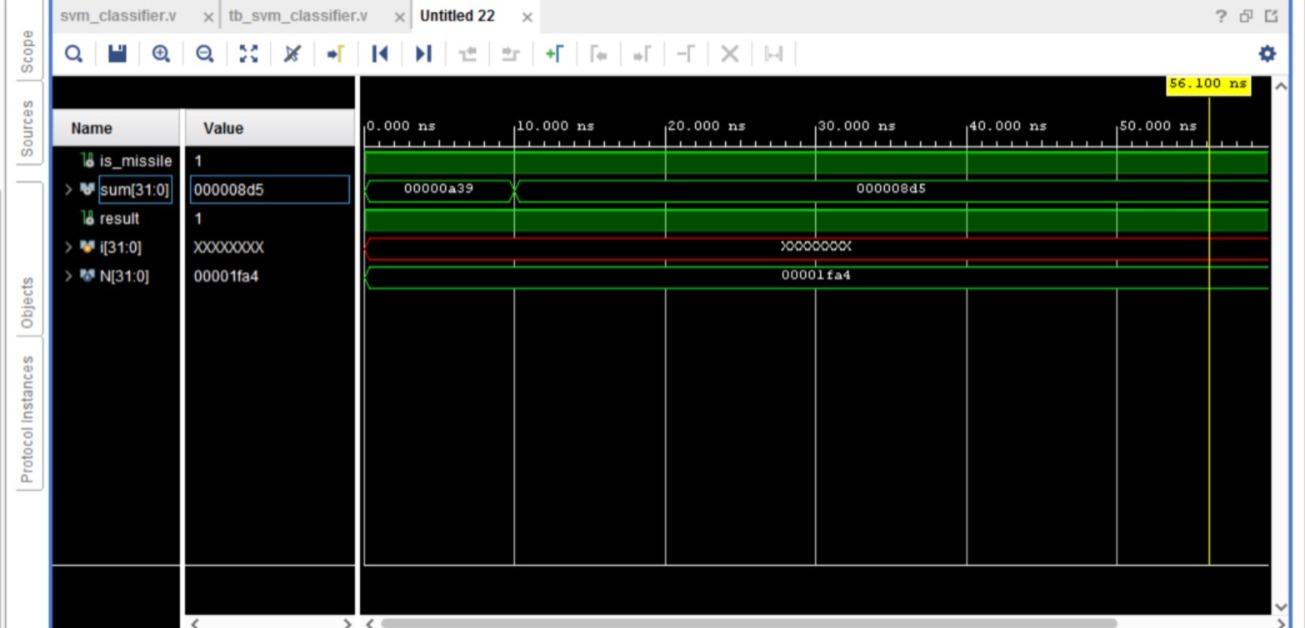 svm_classifier.v × tb_svm_classifier.v × Untitled 22 ×
?
Scope
Sources
Objects
Protocol Instances
56.100 ns
Name Value
0.000 ns 10.000 ns 20.000 ns 30.000 ns 40.000 ns 50.000 ns
is_missile 1
sum[31:0] 000008d5 00000a39 000008d5
result 1
i[31:0] XXXXXXXX XXXXXXXX
N[31:0] 00001fa4 00001fa4